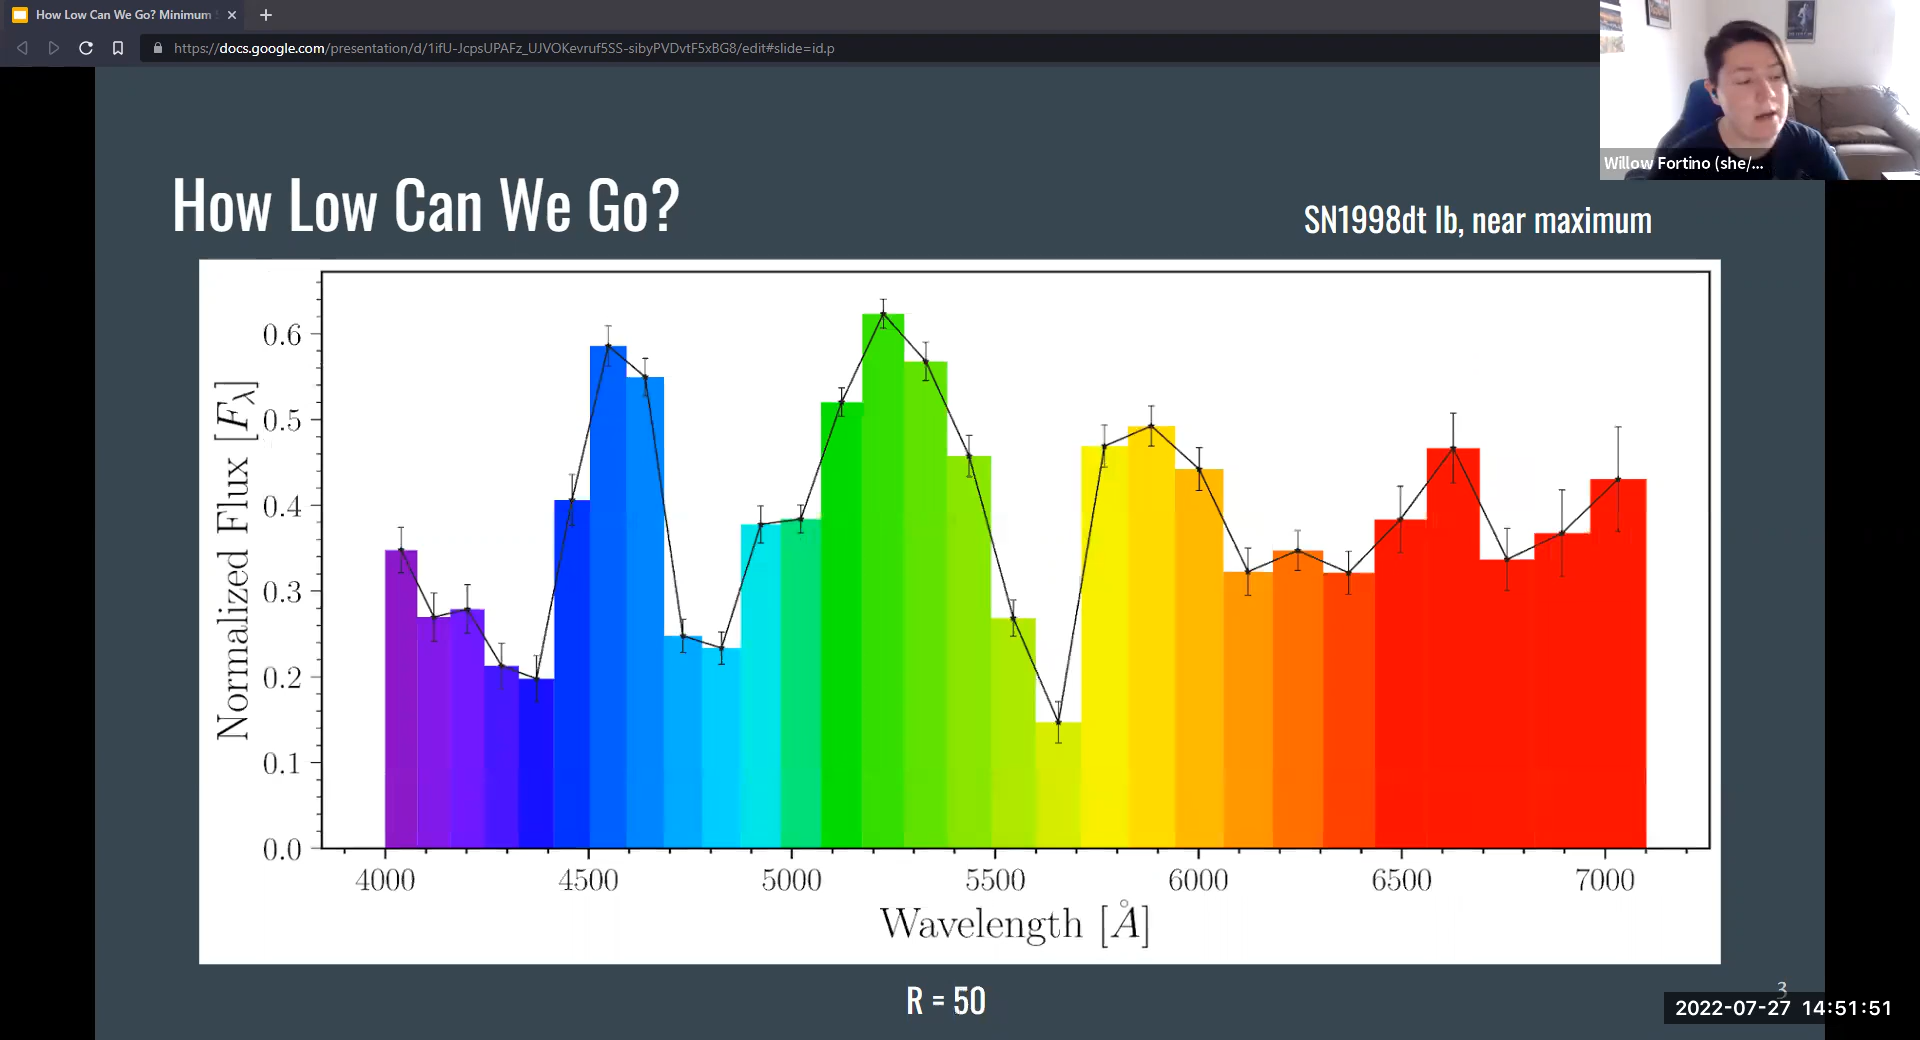 How Low Can We Go? Minimum
https://docs.google.com/presentation/d/1ifU-JcpsUPAFz_UJVOKevruf5SS-sibyPVDvtF5xBG8/edit#slide=id.p
Willow Fortino (she/...
How Low Can We Go?
SN1998dt Ib, near maximum
Normalized Flux [Fλ]
0.6
0.5
0.4
0.3
0.2
0.1
0.0
4000 4500 5000 5500 6000 6500 7000
Wavelength [Å]
R = 50
3
2022-07-27 14:51:51